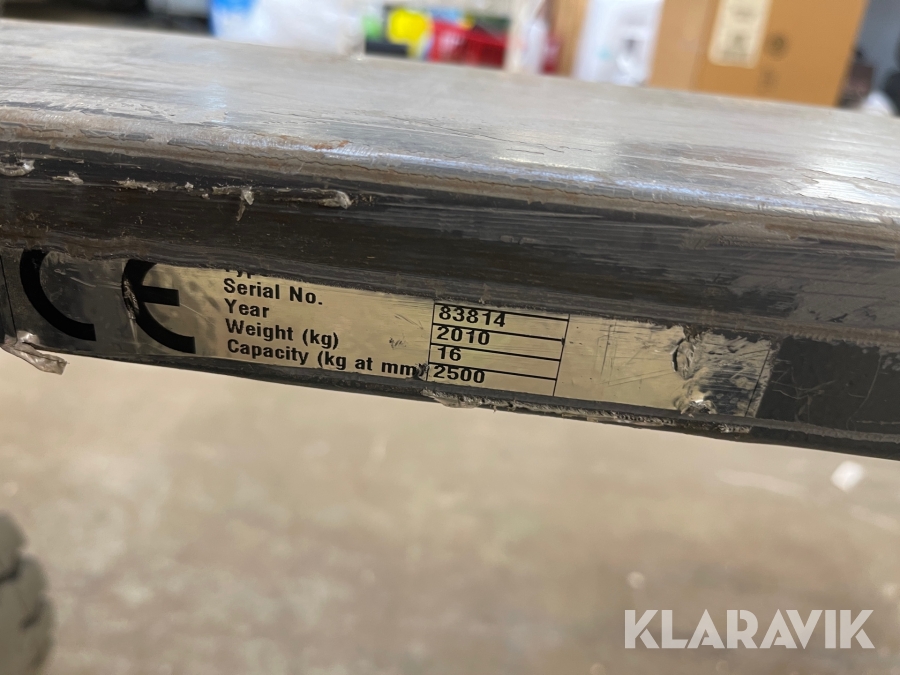 CE
Serial No. 83814
Year 2010
Weight (kg) 16
Capacity (kg at mm) 2500
KLARAVIK